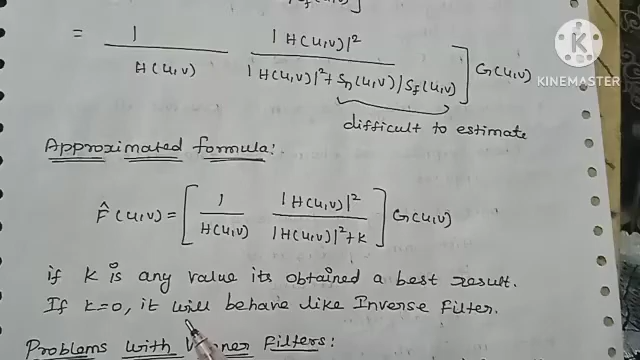 = 1 / H(u,v) |H(u,v)|² / |H(u,v)|² + Sη(u,v)/Sf(u,v) ] G(u,v)
KINEMASTER
difficult to estimate
Approximated formula:
F̂(u,v) = [ 1 / H(u,v) |H(u,v)|² / |H(u,v)|² + K ] G(u,v)
if K is any value its obtained a best result.
If K=0, it will behave like Inverse Filter.
Problems with Filters: